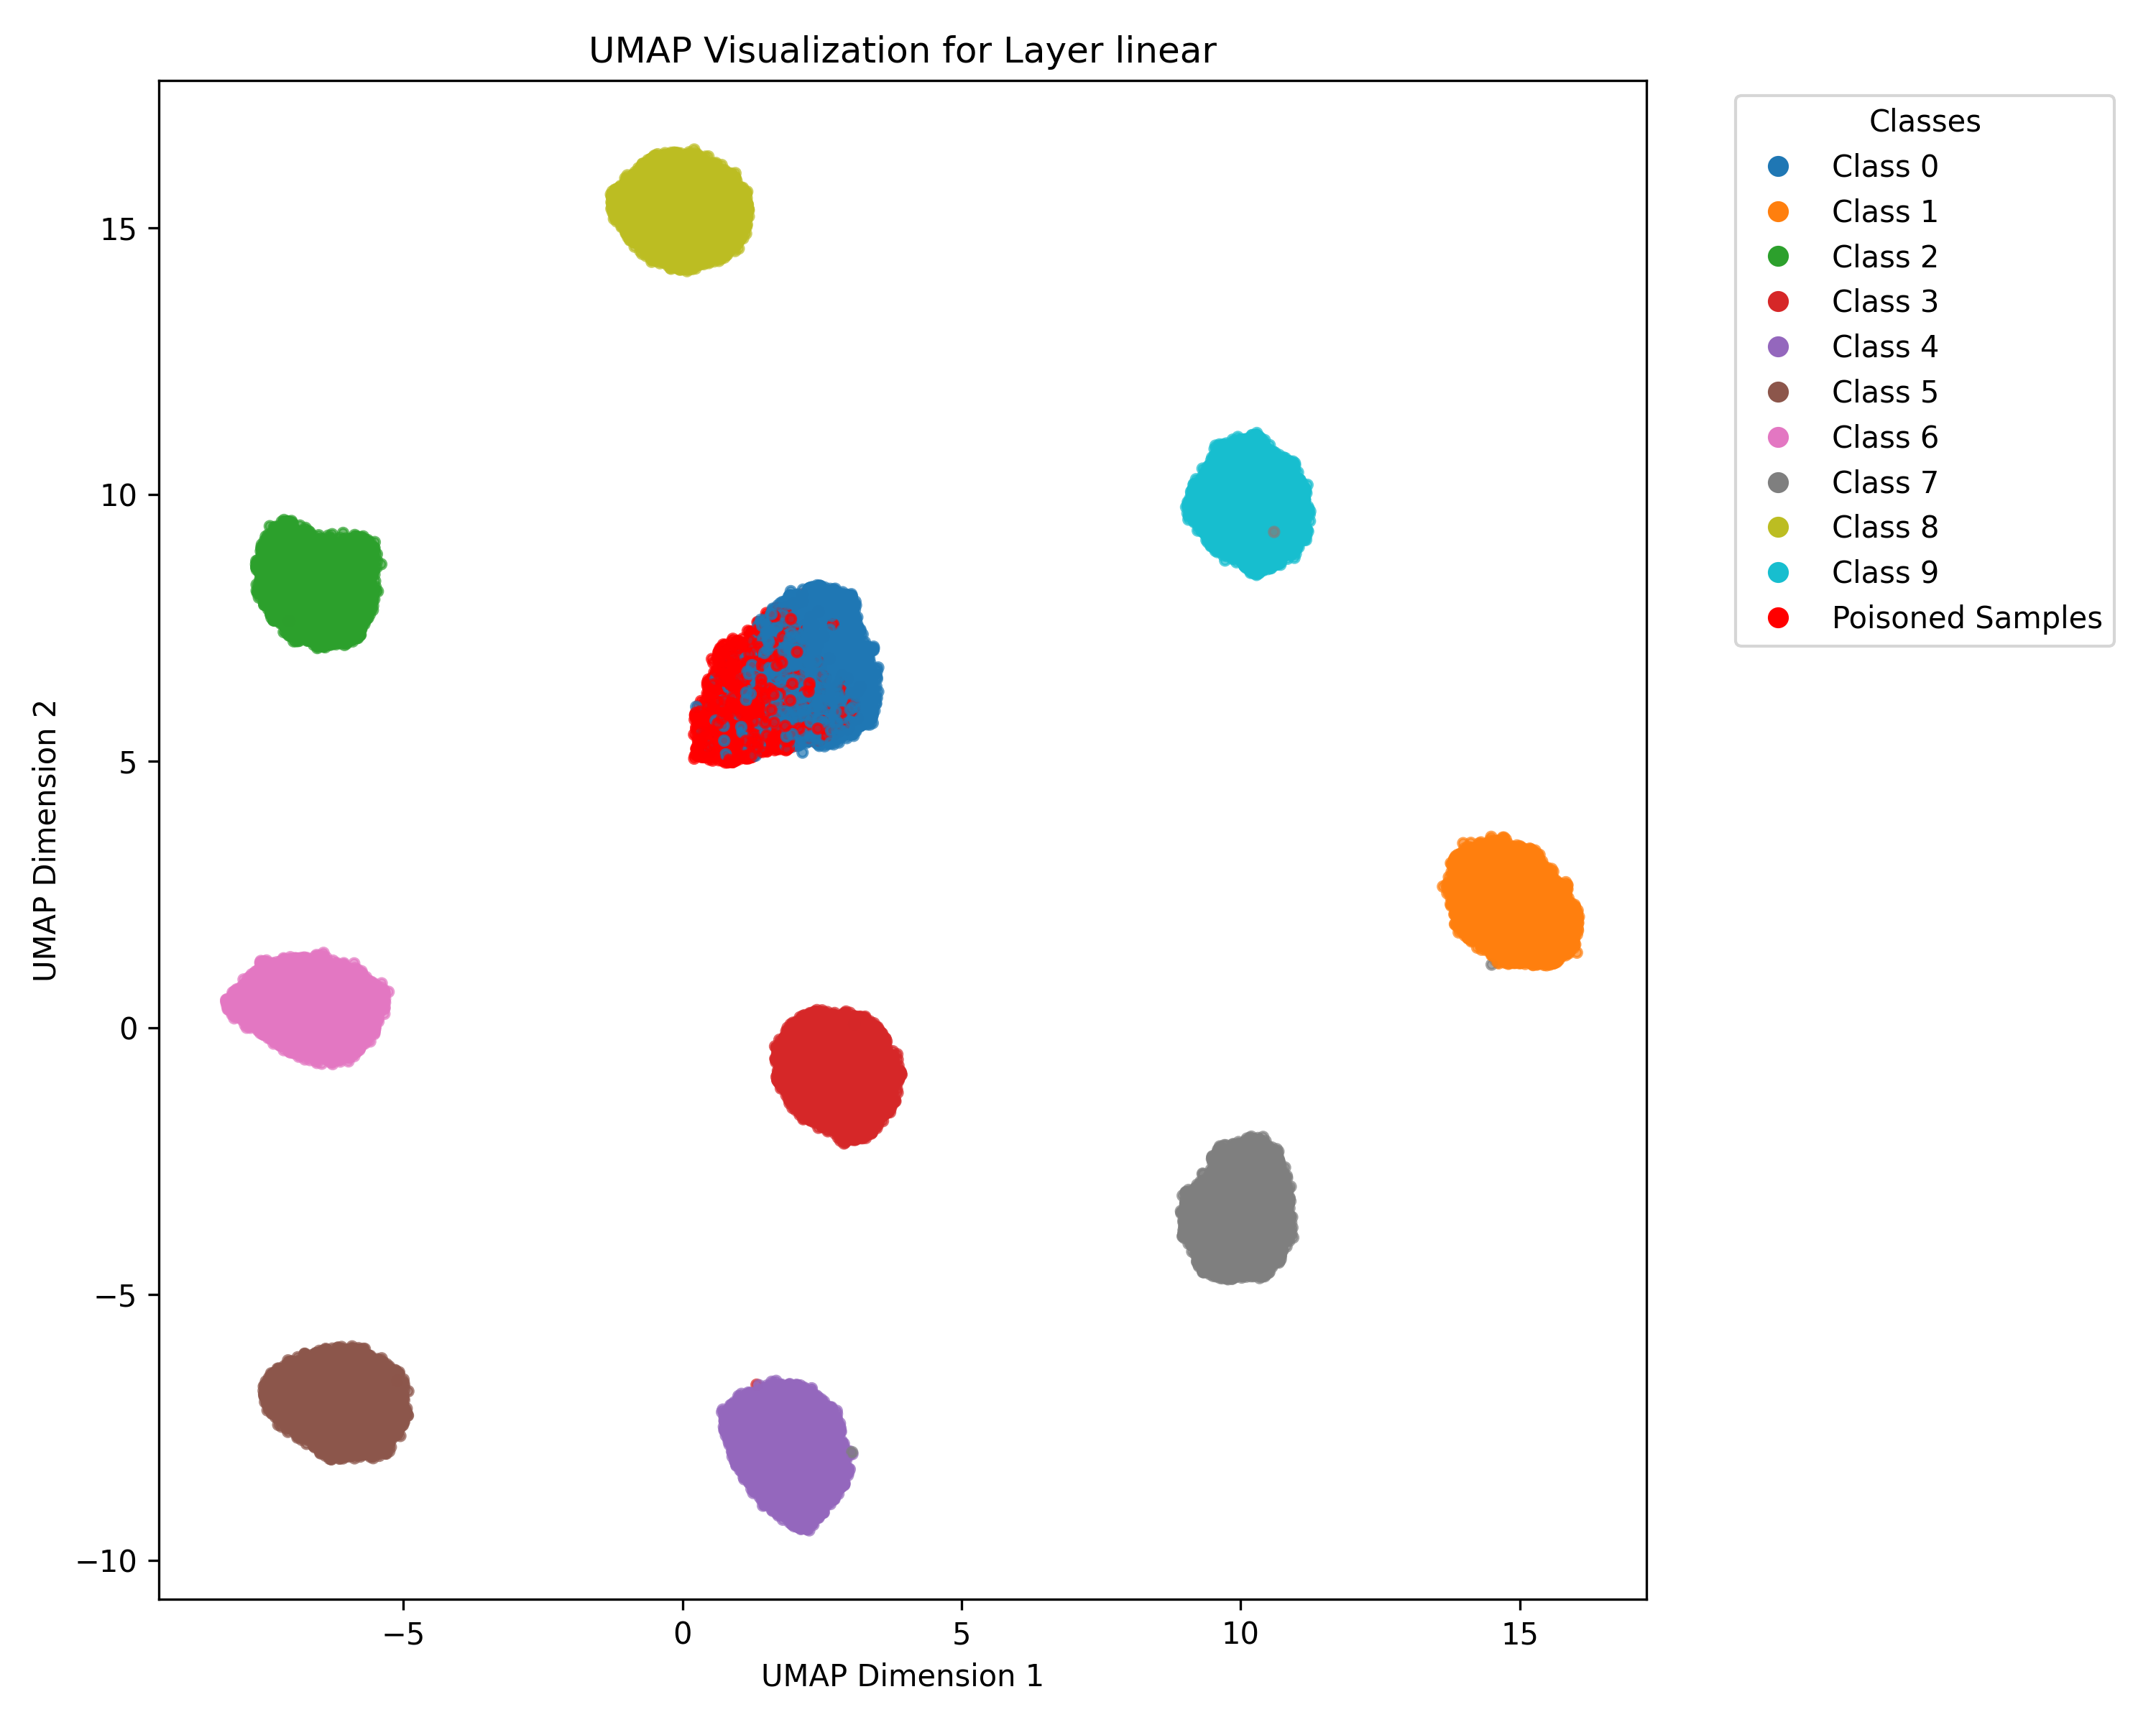 UMAP Visualization for Layer linear
Classes
Class 0
Class 1
Class 2
Class 3
Class 4
Class 5
Class 6
Class 7
Class 8
Class 9
Poisoned Samples
UMAP Dimension 2
15
10
5
0
−5
−10
−5
0
5
10
15
UMAP Dimension 1